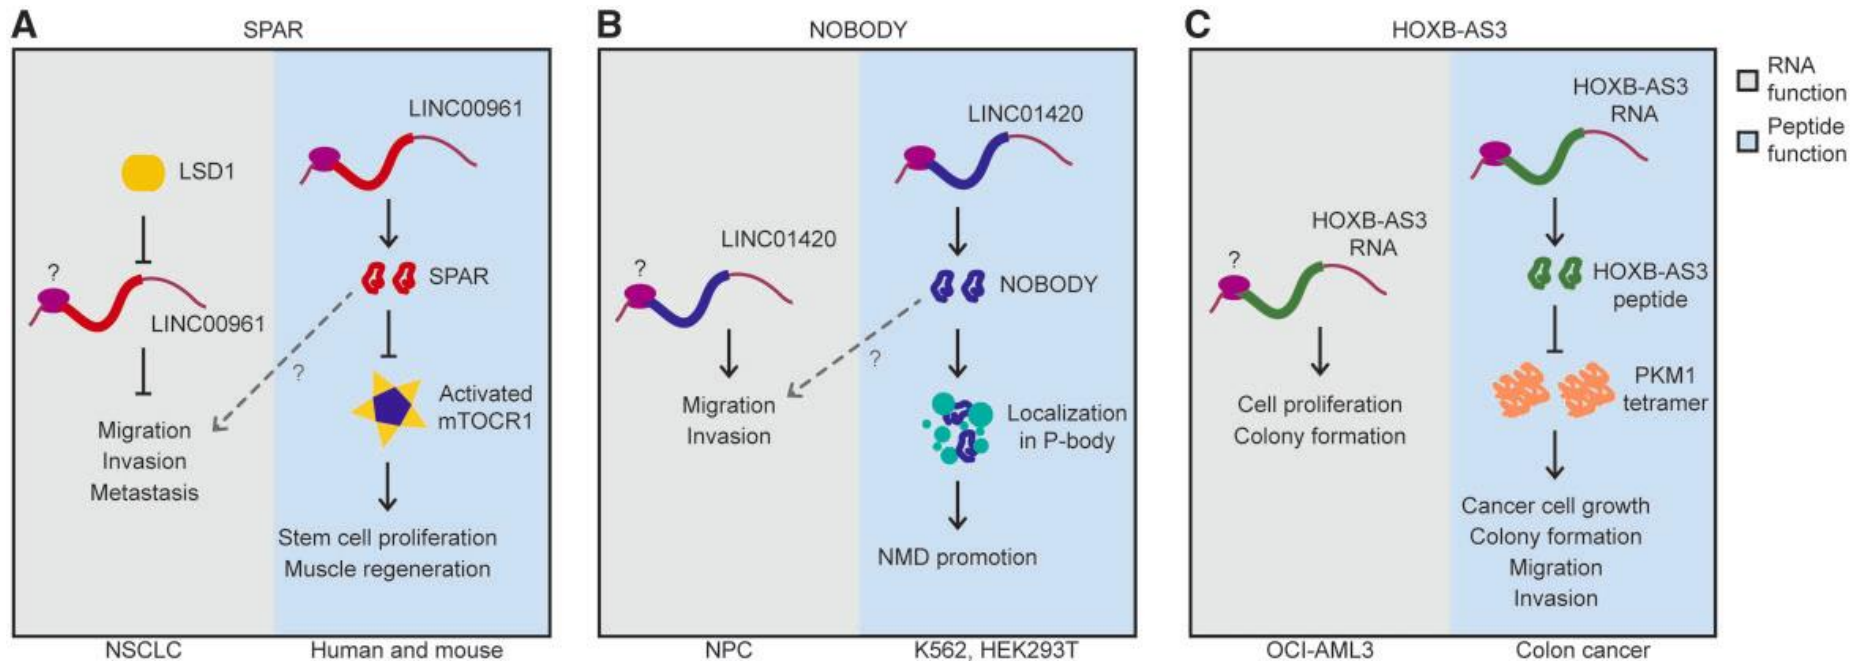 A
SPAR
LSD1
?
LINC00961
Migration
Invasion
Metastasis
LINC00961
SPAR
?
Activated
mTOCR1
Stem cell proliferation
Muscle regeneration
NSCLC
Human and mouse
B
NOBODY
?
LINC01420
Migration
Invasion
LINC01420
NOBODY
?
Localization
in P-body
NMD promotion
NPC
K562, HEK293T
C
HOXB-AS3
?
HOXB-AS3
RNA
Cell proliferation
Colony formation
HOXB-AS3
RNA
HOXB-AS3
peptide
PKM1
tetramer
Cancer cell growth
Colony formation
Migration
Invasion
OCI-AML3
Colon cancer
RNA
function
Peptide
function